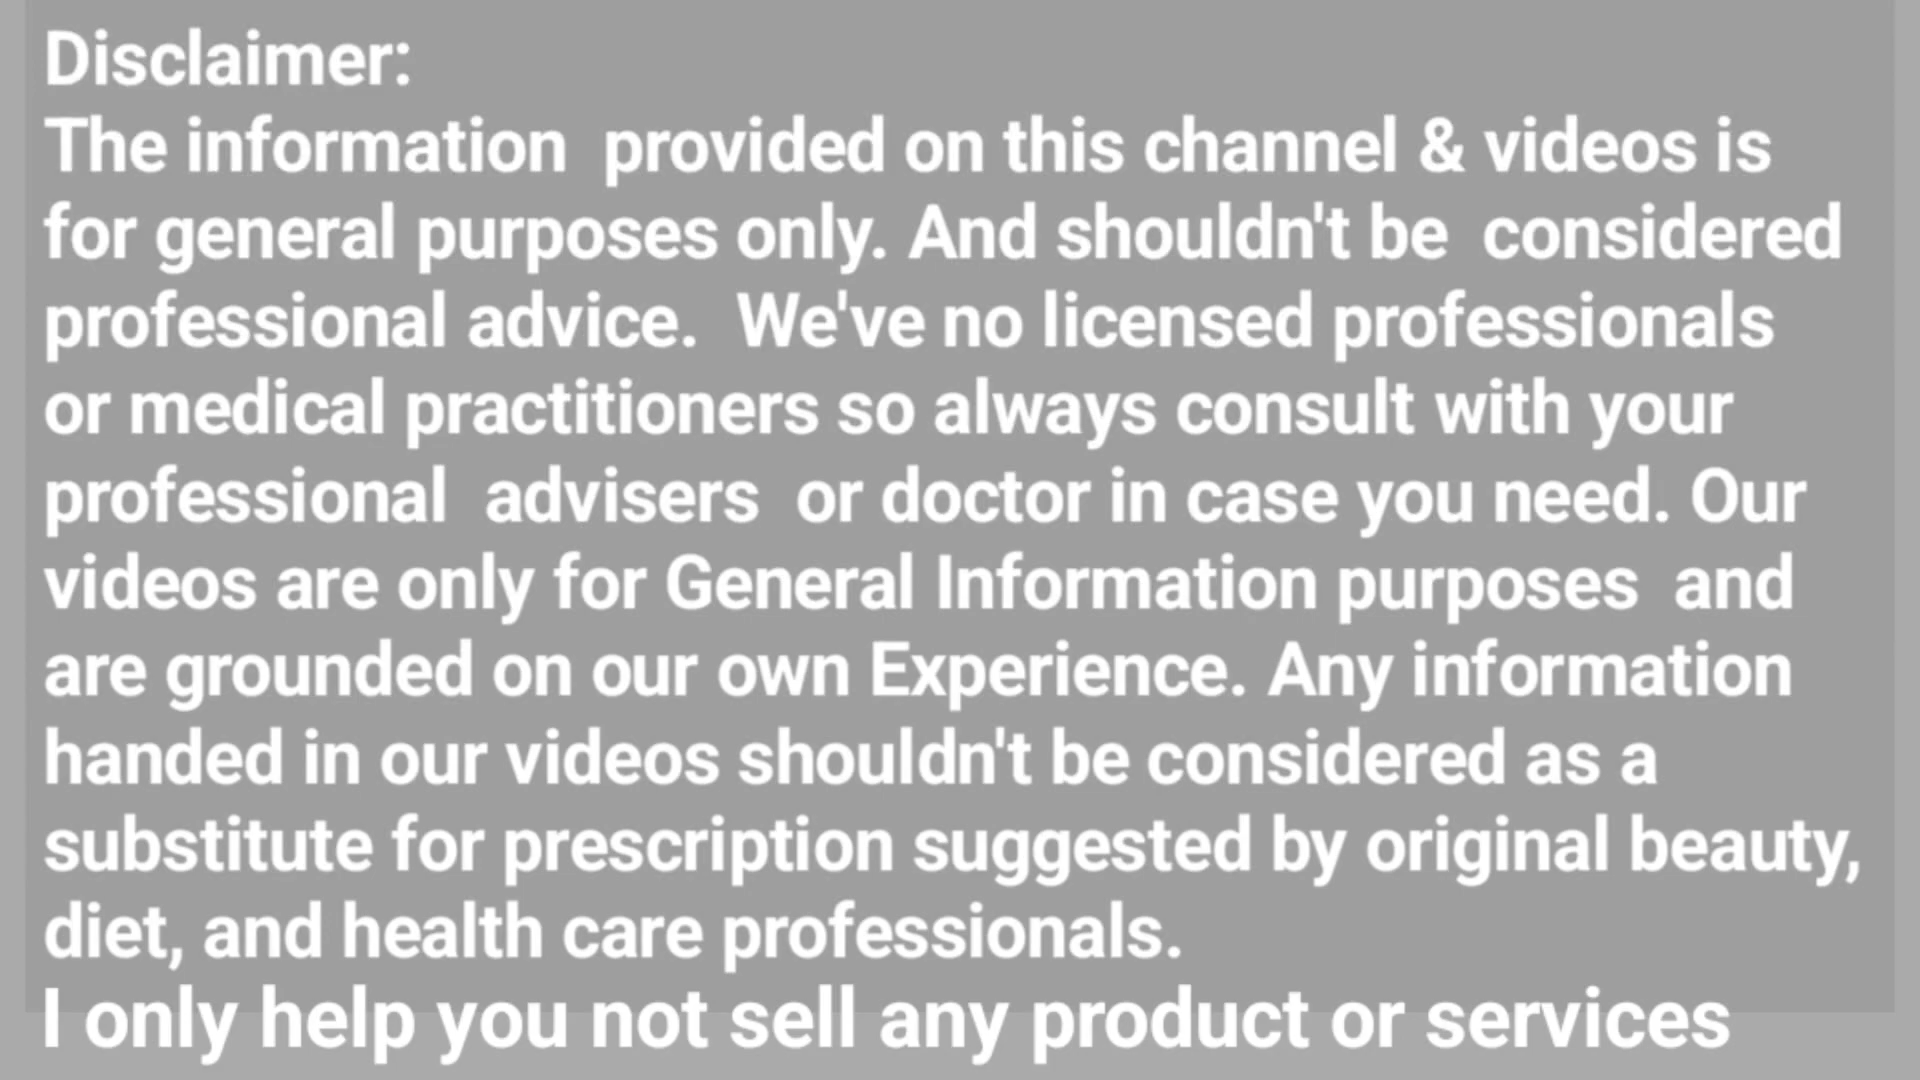 Disclaimer:
The information provided on this channel & videos is
for general purposes only. And shouldn't be considered
professional advice. We've no licensed professionals
or medical practitioners so always consult with your
professional advisers or doctor in case you need. Our
videos are only for General Information purposes and
are grounded on our own Experience. Any information
handed in our videos shouldn't be considered as a
substitute for prescription suggested by original beauty,
diet, and health care professionals.
I only help you not sell any product or services